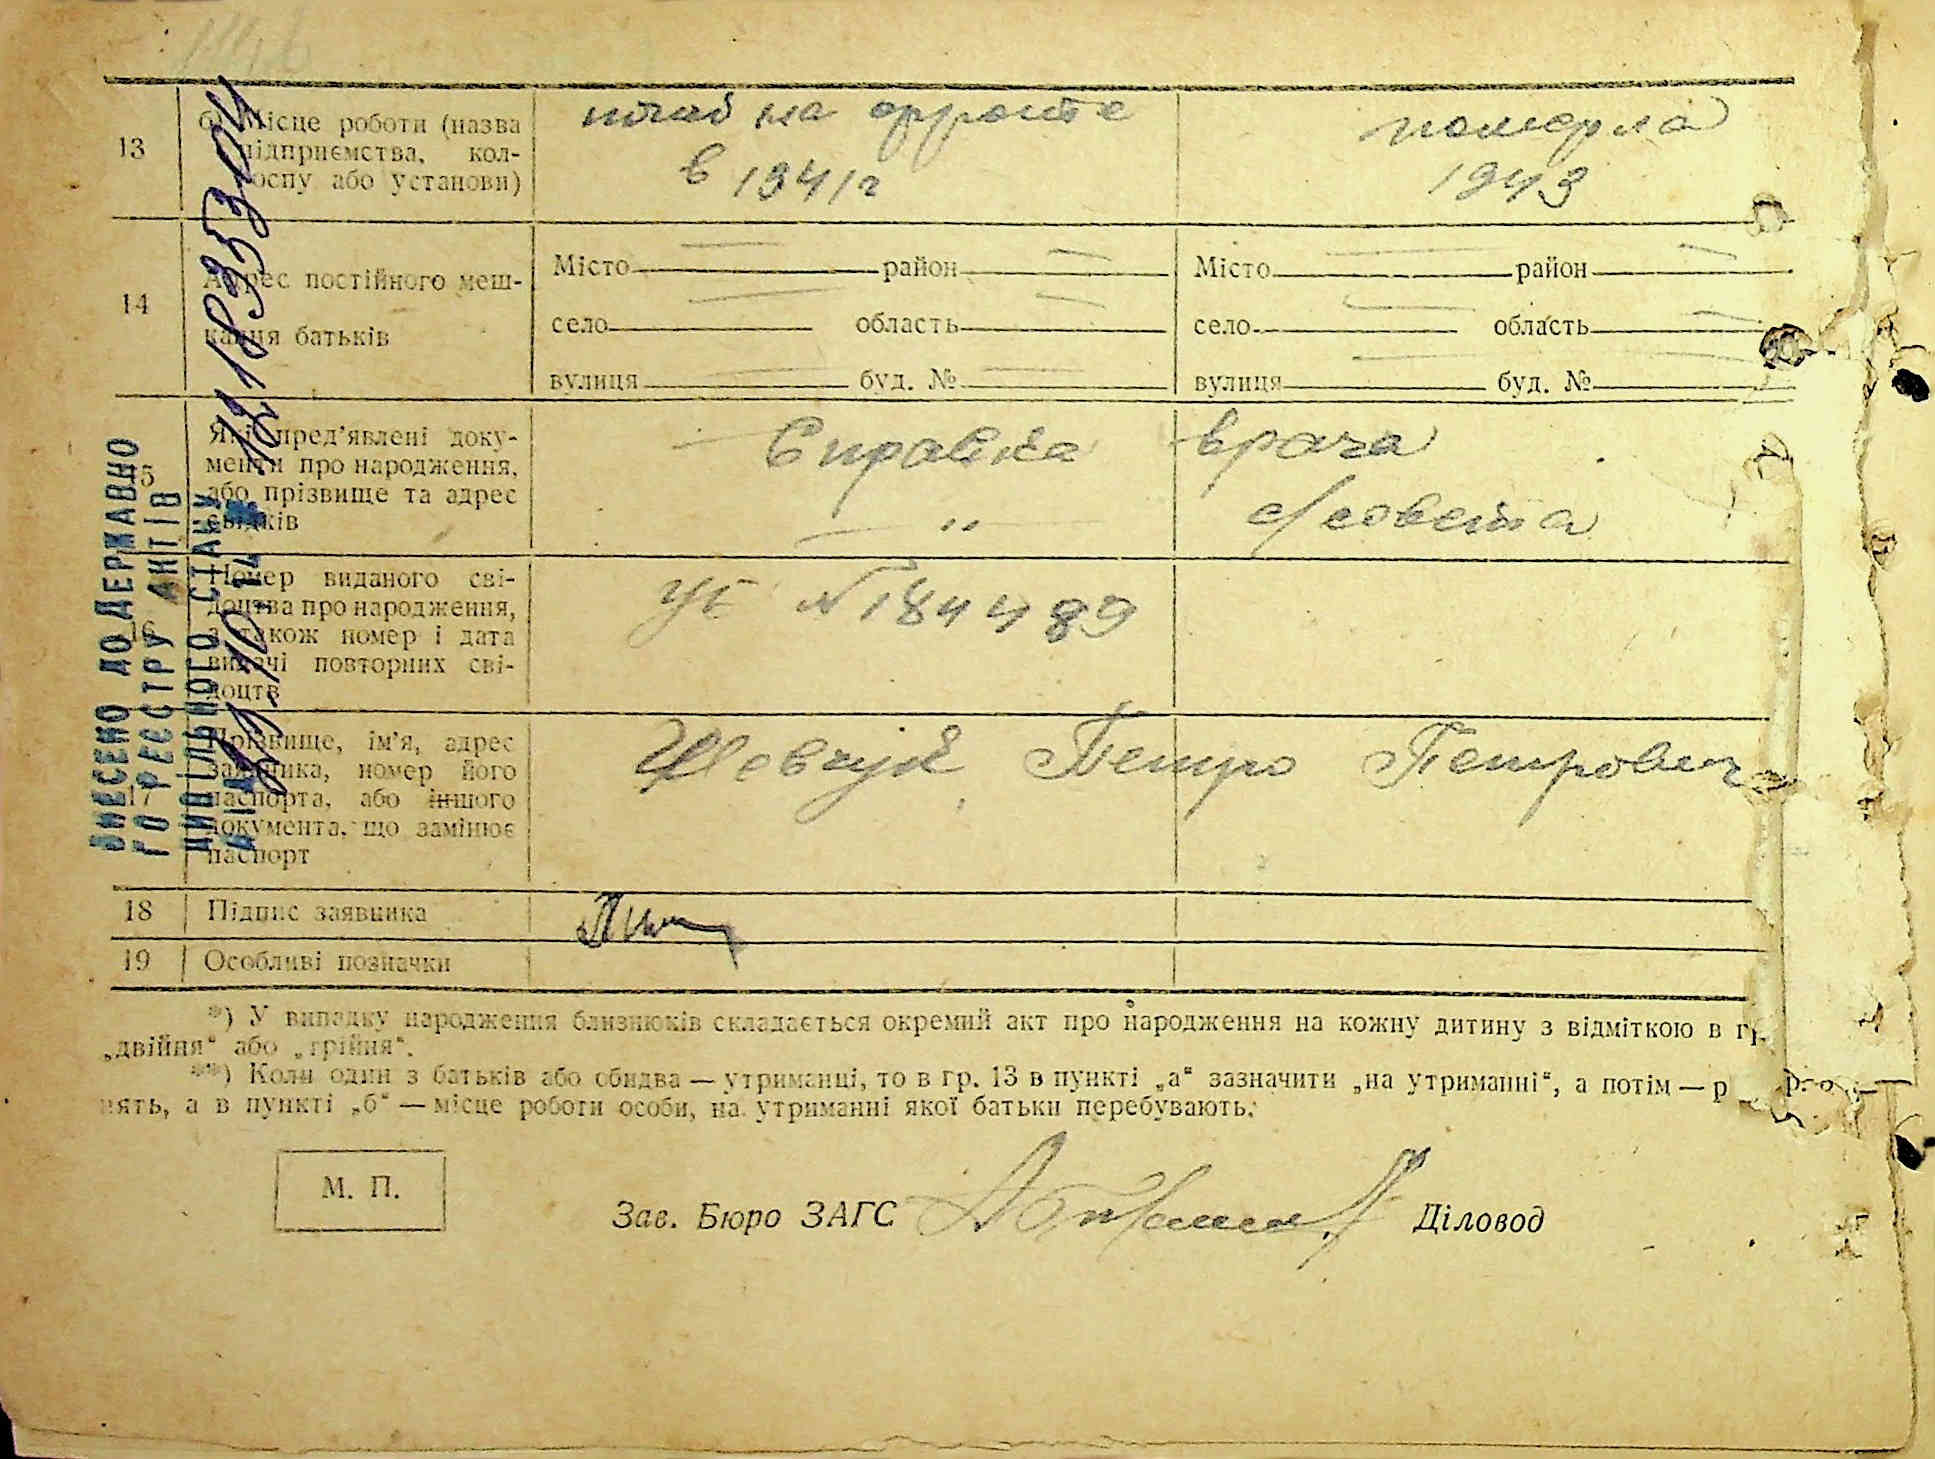 13
б) Місце роботи (назва
підприємства, кол-
госпу або установи)
на фронте
в 1941 г
померла
1943
14
Адрес постійного меш-
кання батьків
Місто район
село область
вулиця буд. №
Місто район
село область
вулиця буд. №
15
Які пред'явлені доку-
менти про народження,
або прізвище та адрес
свідків
Справка врача
— " — с/совета
16
Номер виданого сві-
доцтва про народження,
а також номер і дата
видачі повторних сві-
доцтв
№ 184489
17
Прізвище, ім'я, адрес
заявника, номер його
паспорта, або іншого
документа, що замінює
паспорт
Шевчук Петро Петрович
18 Підпис заявника
19 Особливі позначки
*) У випадку народження близнюків складається окремий акт про народження на кожну дитину з відміткою в гр.
„двійня“ або „трійня“.
**) Коли один з батьків або обидва — утриманці, то в гр. 13 в пункті „а“ зазначити „на утриманні“, а потім — р
нять, а в пункті „б“ — місце роботи особи, на утриманні якої батьки перебувають.
М. П.
Зав. Бюро ЗАГС
Діловод
ВНЕСЕНО ДО ДЕРЖАВНО
ГО РЕЄСТРУ АКТІВ
ЦИВІЛЬНОГО СТАНУ